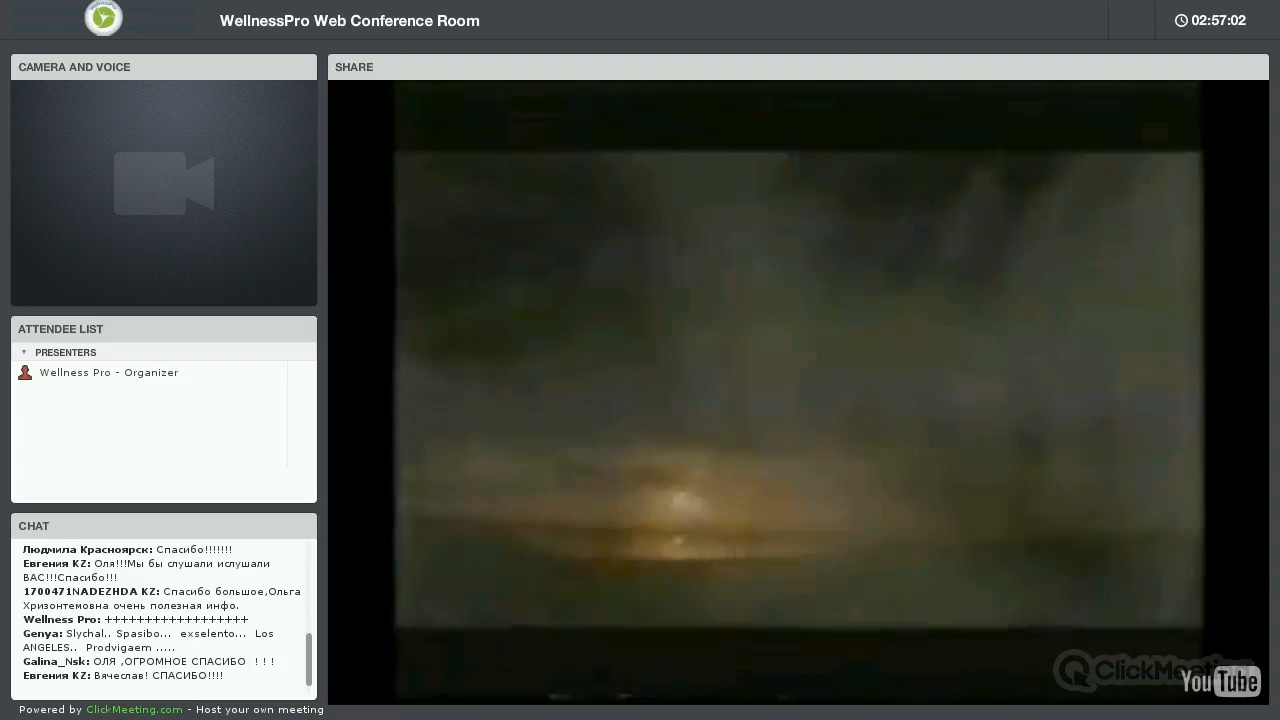 WellnessPro Web Conference Room
02:57:02
CAMERA AND VOICE
SHARE
ATTENDEE LIST
PRESENTERS
Wellness Pro - Organizer
CHAT
Людмила Красноярск: Спасибо!!!!!!!
Евгения KZ: Оля!!!Мы бы слушали ислушали
ВАС!!!Спасибо!!!
1700471NADEZHDA KZ: Спасибо большое,Ольга
Хризонтемовна очень полезная инфо.
Wellness Pro: ++++++++++++++++++
Genya: Slychal.. Spasibo... exselento... Los
ANGELES.. Prodvigaem .....
Galina_Nsk: ОЛЯ ,ОГРОМНОЕ СПАСИБО ! ! !
Евгения KZ: Вячеслав! СПАСИБО!!!!
ClickMeeting
YouTube
Powered by ClickMeeting.com - Host your own meeting